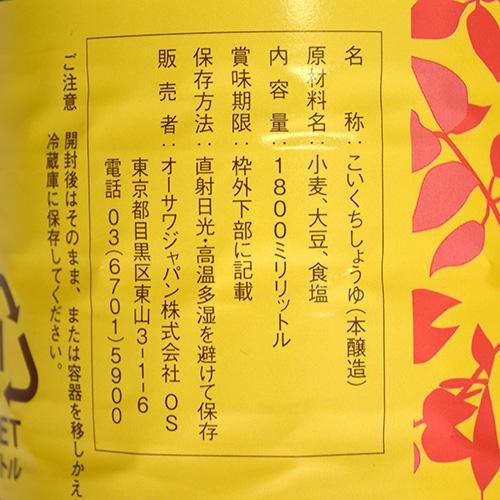 名称：こいくちしょうゆ(本醸造)
原材料名：小麦、大豆、食塩
内容量：1800ミリリットル
賞味期限：枠外下部に記載
保存方法：直射日光・高温多湿を避けて保存
販売者：オーサワジャパン株式会社 OS
東京都目黒区東山3-1-6
電話 03(6701)5900
ご注意 開封後はそのまま、または容器を移しかえ
冷蔵庫に保存してください。